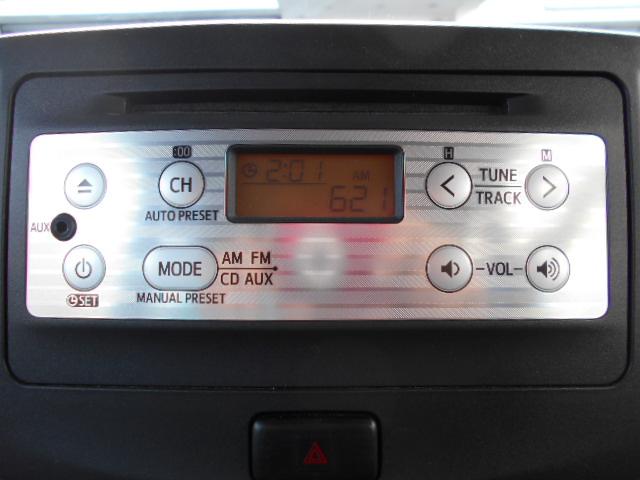 :00
H
M
CH
2:01 AM
621
TUNE
TRACK
AUTO PRESET
AUX
MODE
AM FM
CD AUX
-VOL-
SET
MANUAL PRESET